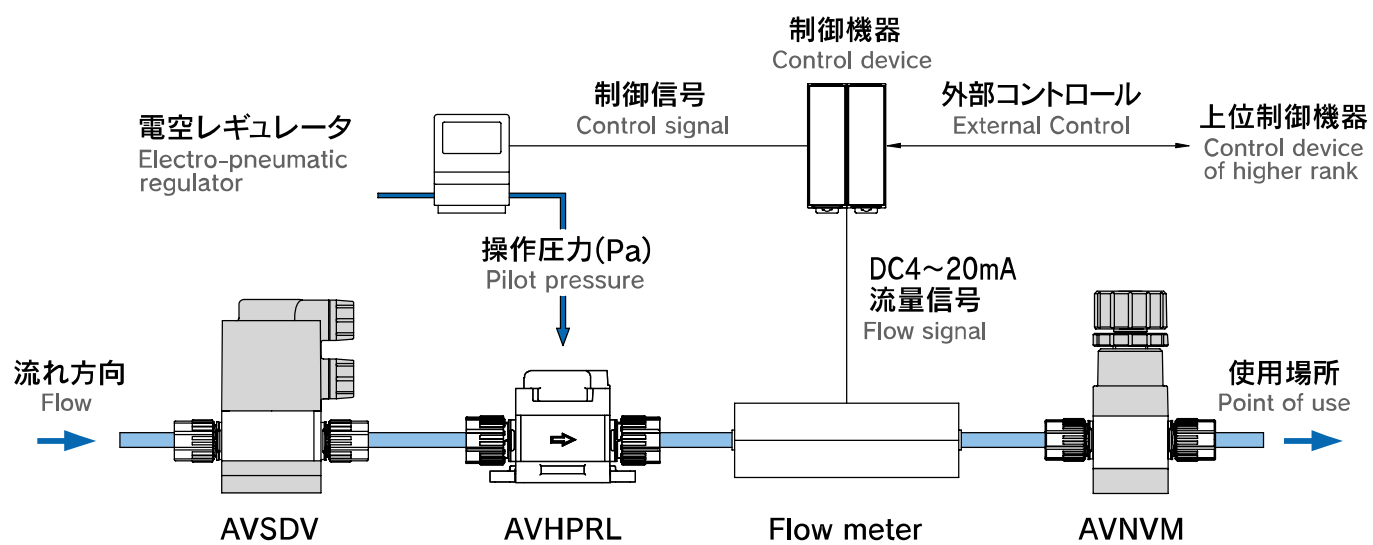 制御機器
Control device
制御信号
Control signal
外部コントロール
External Control
電空レギュレータ
Electro-pneumatic
regulator
上位制御機器
Control device
of higher rank
操作圧力(Pa)
Pilot pressure
DC4～20mA
流量信号
Flow signal
流れ方向
Flow
使用場所
Point of use
AVSDV
AVHPRL
Flow meter
AVNVM